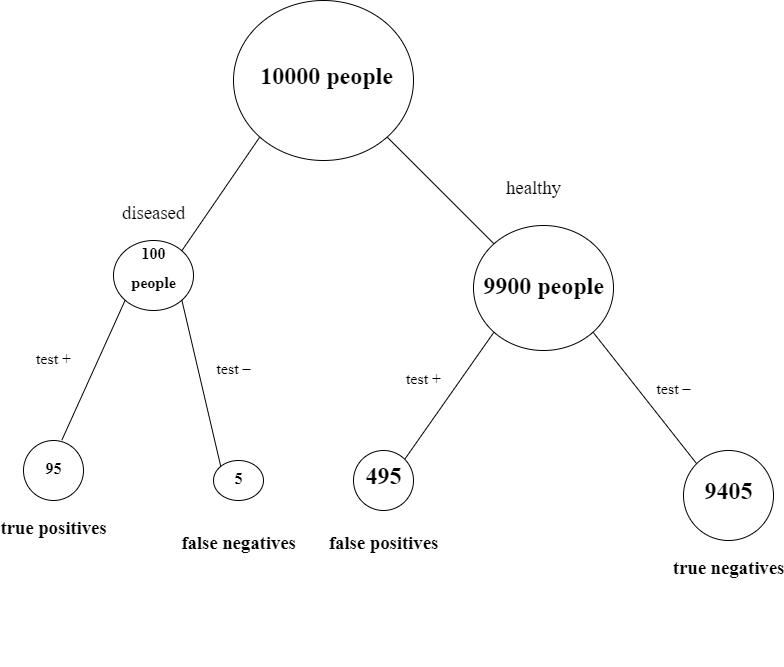 10000 people
healthy
diseased
100
people
9900 people
test +
test –
test +
test –
95
5
495
9405
true positives
false negatives
false positives
true negatives